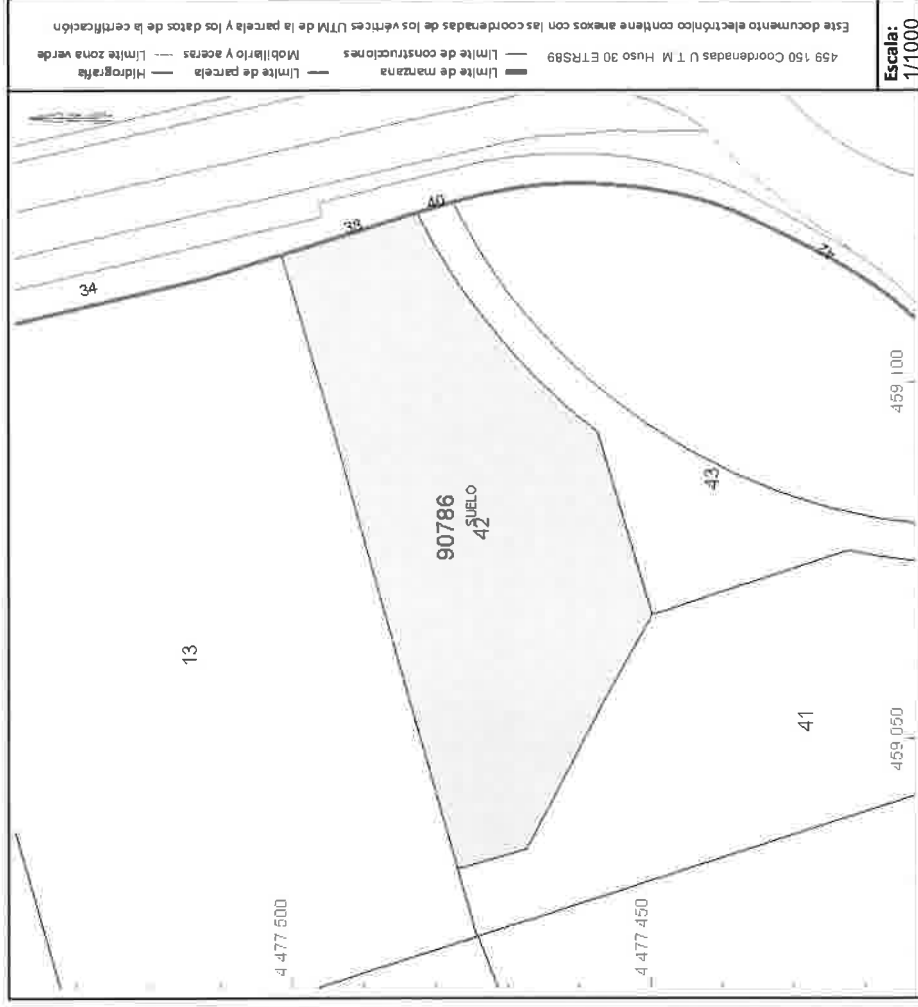 34
38
40
13
90786
SUELO
42
43
42
41
4 477 500
4 477 450
459 050
459 100
459 150 Coordenadas U T M Huso 30 ETRS89
Límite de manzana
Límite de construcciones
Límite de parcela
Mobiliario y aceras
Hidrografía
Límite zona verde
Este documento electrónico contiene anexos con las coordenadas de los vértices UTM de la parcela y los datos de la certificación
Escala:
1/1000